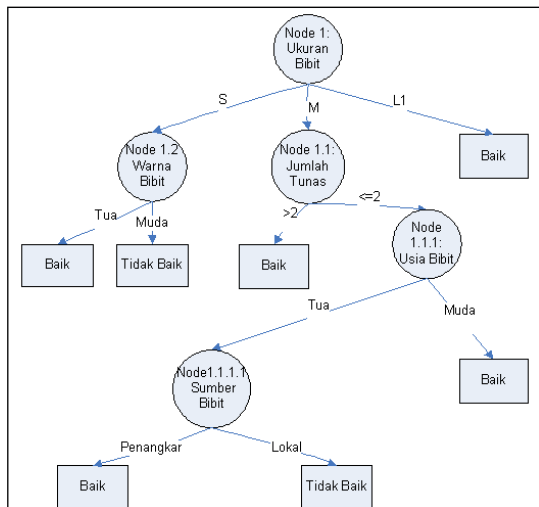 Node 1:
Ukuran
Bibit
S
M
L1
Node 1.2
Warna
Bibit
Node 1.1:
Jumlah
Tunas
Baik
Tua
Muda
>2
<=2
Baik
Tidak Baik
Baik
Node
1.1.1:
Usia Bibit
Tua
Muda
Node1.1.1.1
Sumber
Bibit
Baik
Penangkar
Lokal
Baik
Tidak Baik